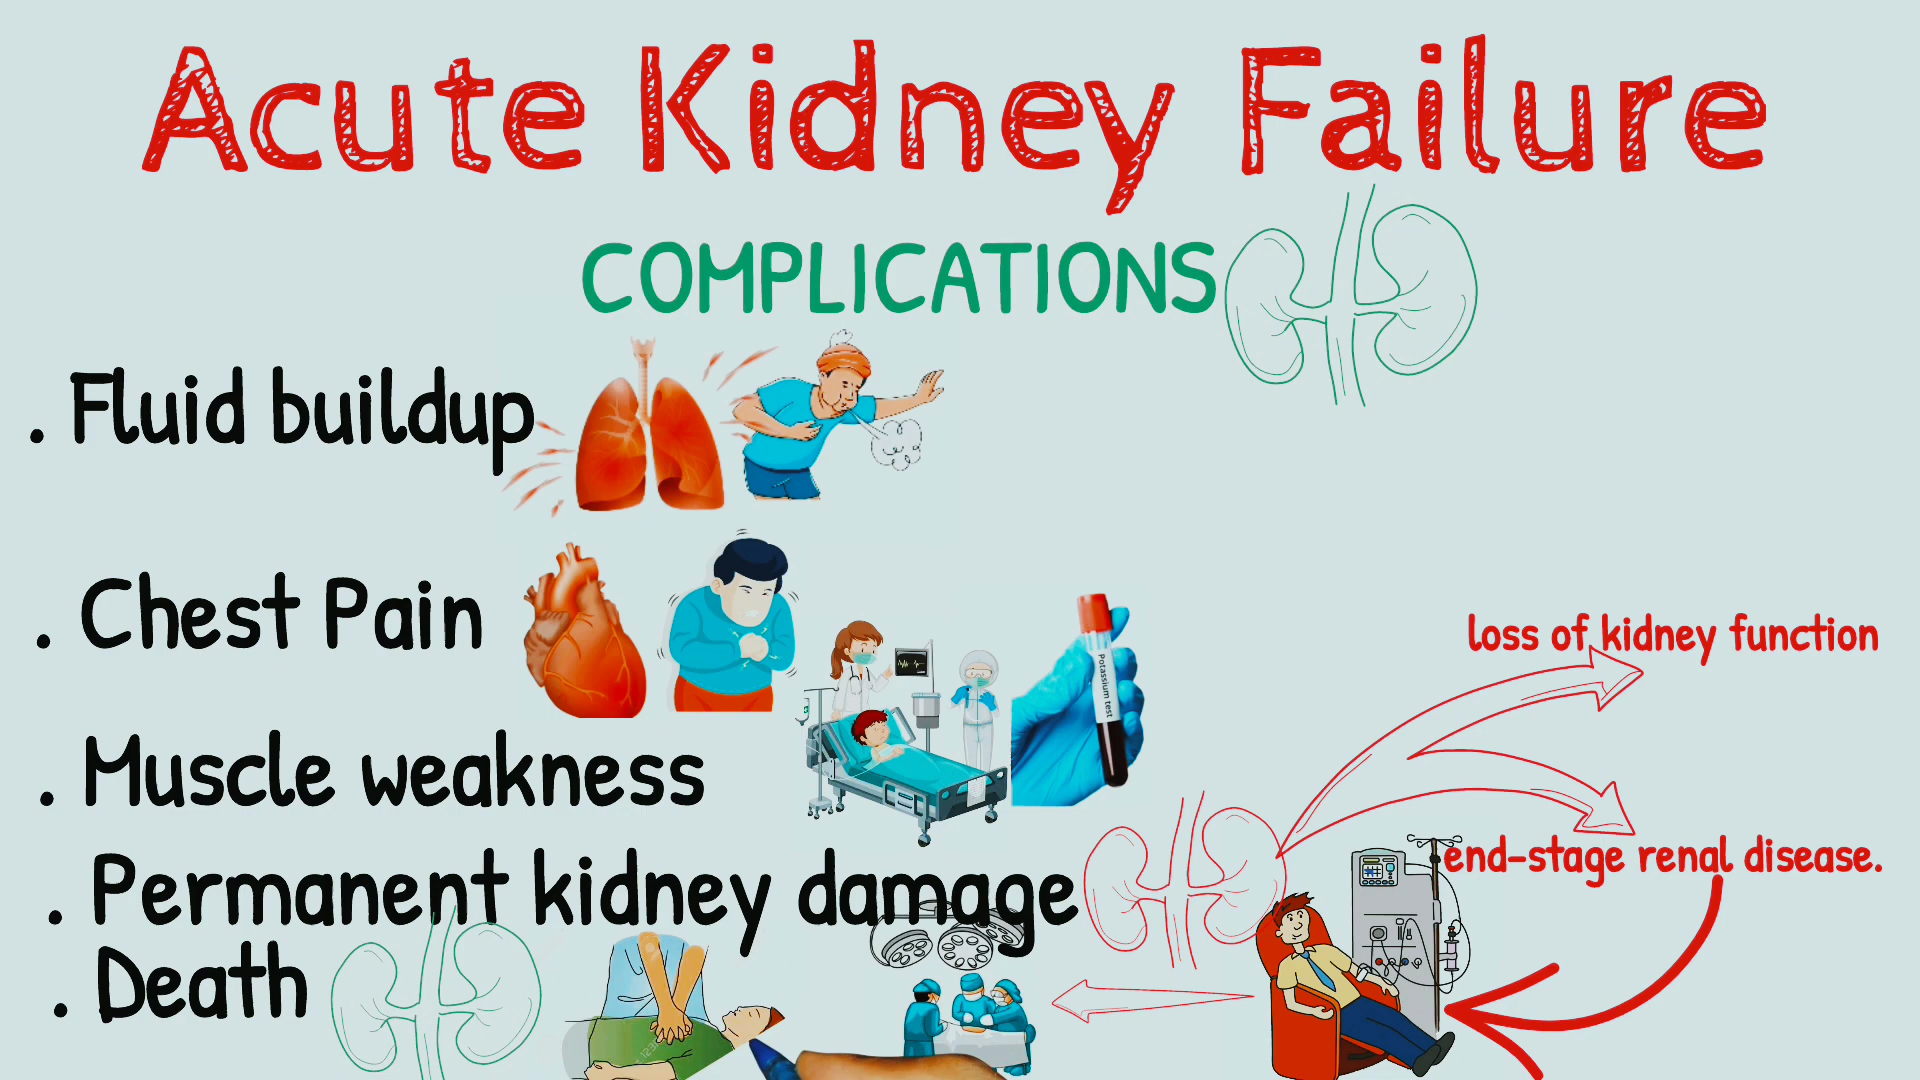 Acute Kidney Failure
COMPLICATIONS
. Fluid buildup
. Chest Pain
. Muscle weakness
Potassium test
loss of kidney function
end-stage renal disease.
. Permanent kidney damage
. Death